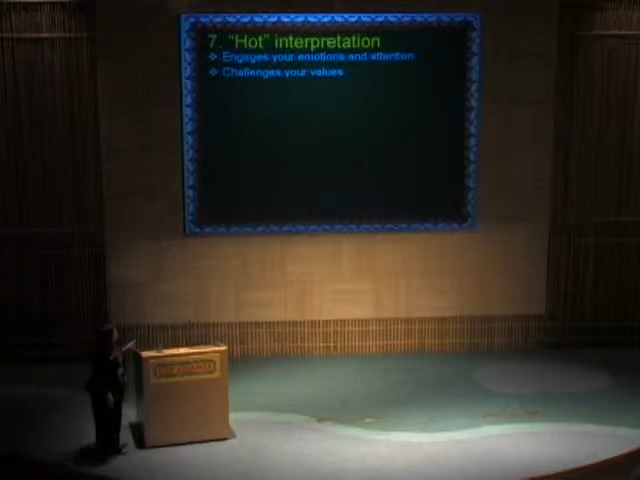 7. "Hot" interpretation
❖ Engages your emotions and attention
❖ Challenges your values